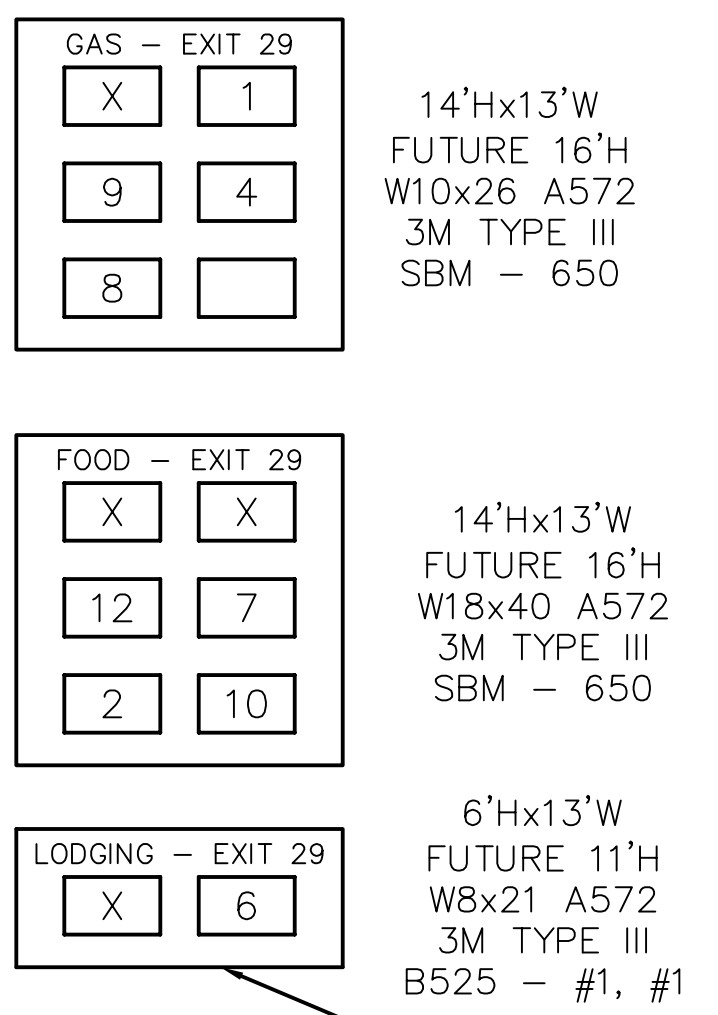 GAS – EXIT 29
X 1
9 4
8
14'Hx13'W
FUTURE 16'H
W10x26 A572
3M TYPE III
SBM – 650
FOOD – EXIT 29
X X
12 7
2 10
14'Hx13'W
FUTURE 16'H
W18x40 A572
3M TYPE III
SBM – 650
LODGING – EXIT 29
X 6
6'Hx13'W
FUTURE 11'H
W8x21 A572
3M TYPE III
B525 – #1, #1